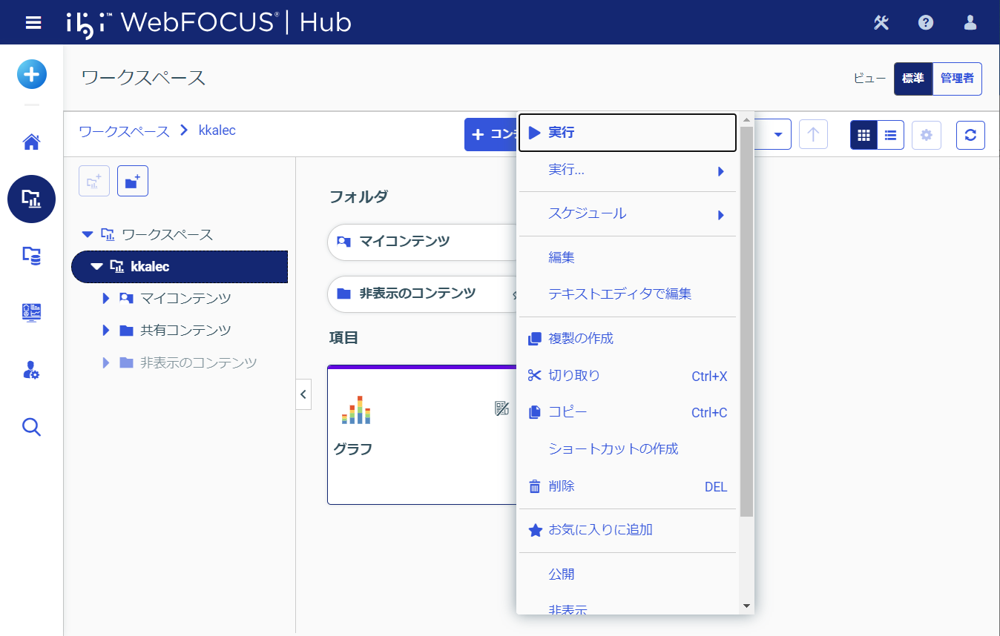 ibi™ WebFOCUS® | Hub
ワークスペース
ビュー 標準 管理者
ワークスペース kkalec
+ コン
フォルダ
ワークスペース
kkalec
マイコンテンツ
共有コンテンツ
非表示のコンテンツ
マイコンテンツ
非表示のコンテンツ
項目
グラフ
実行
実行...
スケジュール
編集
テキストエディタで編集
複製の作成
切り取り Ctrl+X
コピー Ctrl+C
ショートカットの作成
削除 DEL
お気に入りに追加
公開
非表示